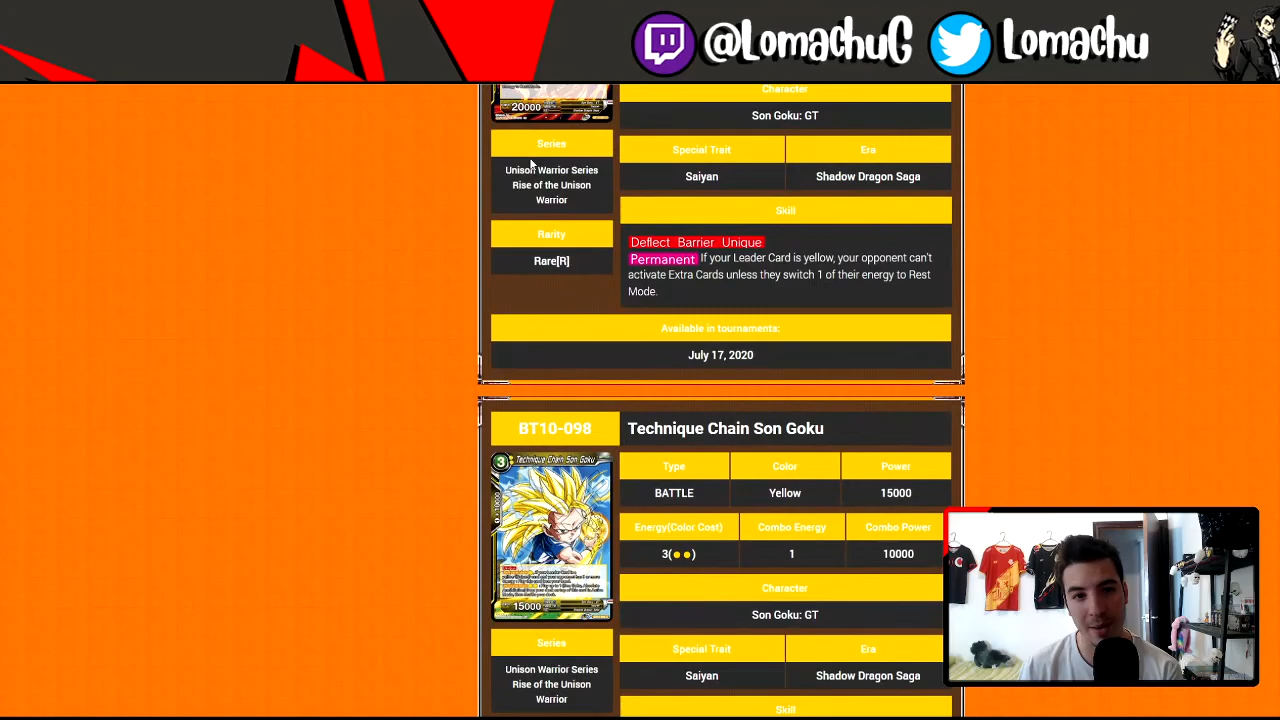 @LomachuG Lomachu
20000
Character
Son Goku: GT
Series
Unison Warrior Series
Rise of the Unison
Warrior
Special Trait Era
Saiyan Shadow Dragon Saga
Rarity
Rare[R]
Skill
Deflect Barrier Unique
Permanent If your Leader Card is yellow, your opponent can't
activate Extra Cards unless they switch 1 of their energy to Rest
Mode.
Available in tournaments:
July 17, 2020
BT10-098 Technique Chain Son Goku
3 Technique Chain Son Goku
15000
Type Color Power
BATTLE Yellow 15000
Energy(Color Cost) Combo Energy Combo Power
3(●●) 1 10000
Character
Son Goku: GT
Series
Unison Warrior Series
Rise of the Unison
Warrior
Special Trait Era
Saiyan Shadow Dragon Saga
Skill